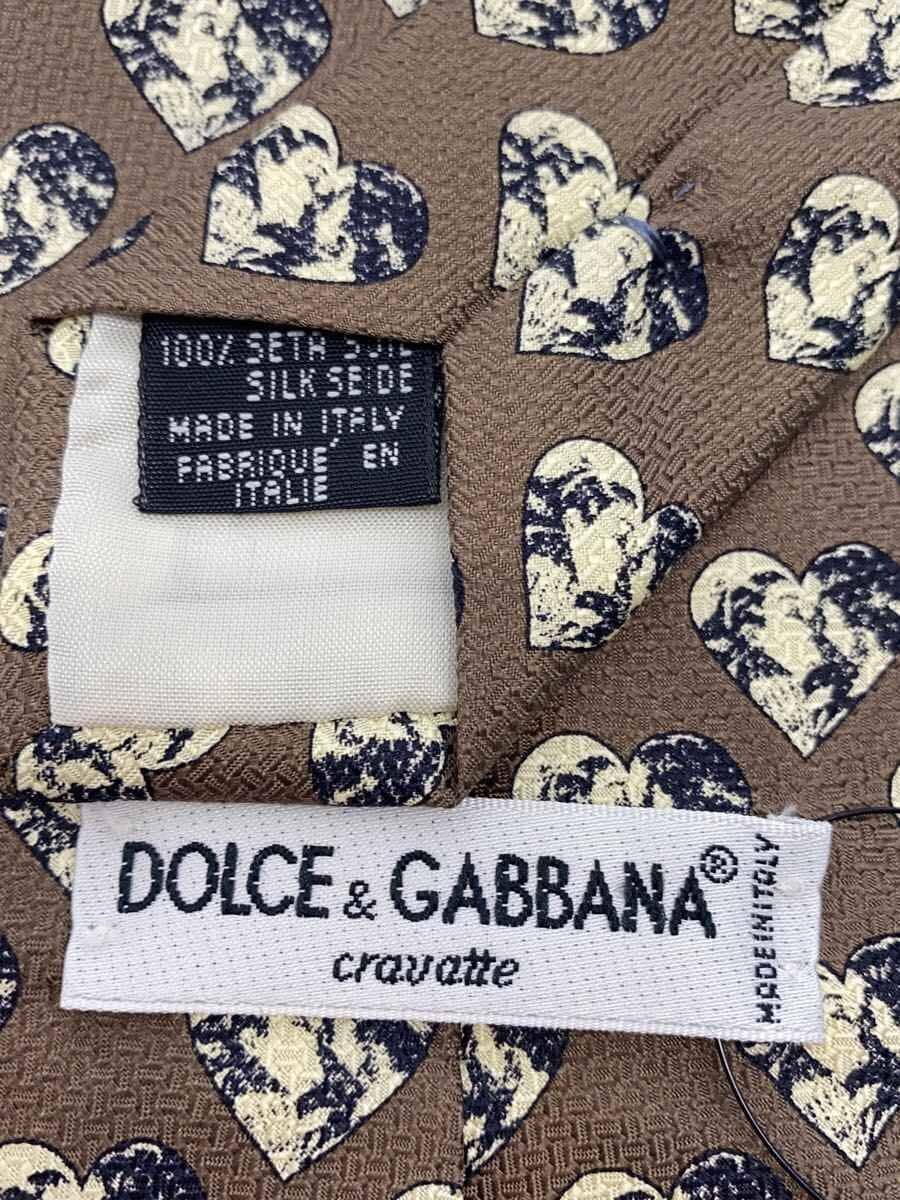 100% SETA SOIE
SILK SEIDE
MADE IN ITALY
FABRIQUÉ EN
ITALIE
DOLCE & GABBANA®
cravatte
MADE IN ITALY